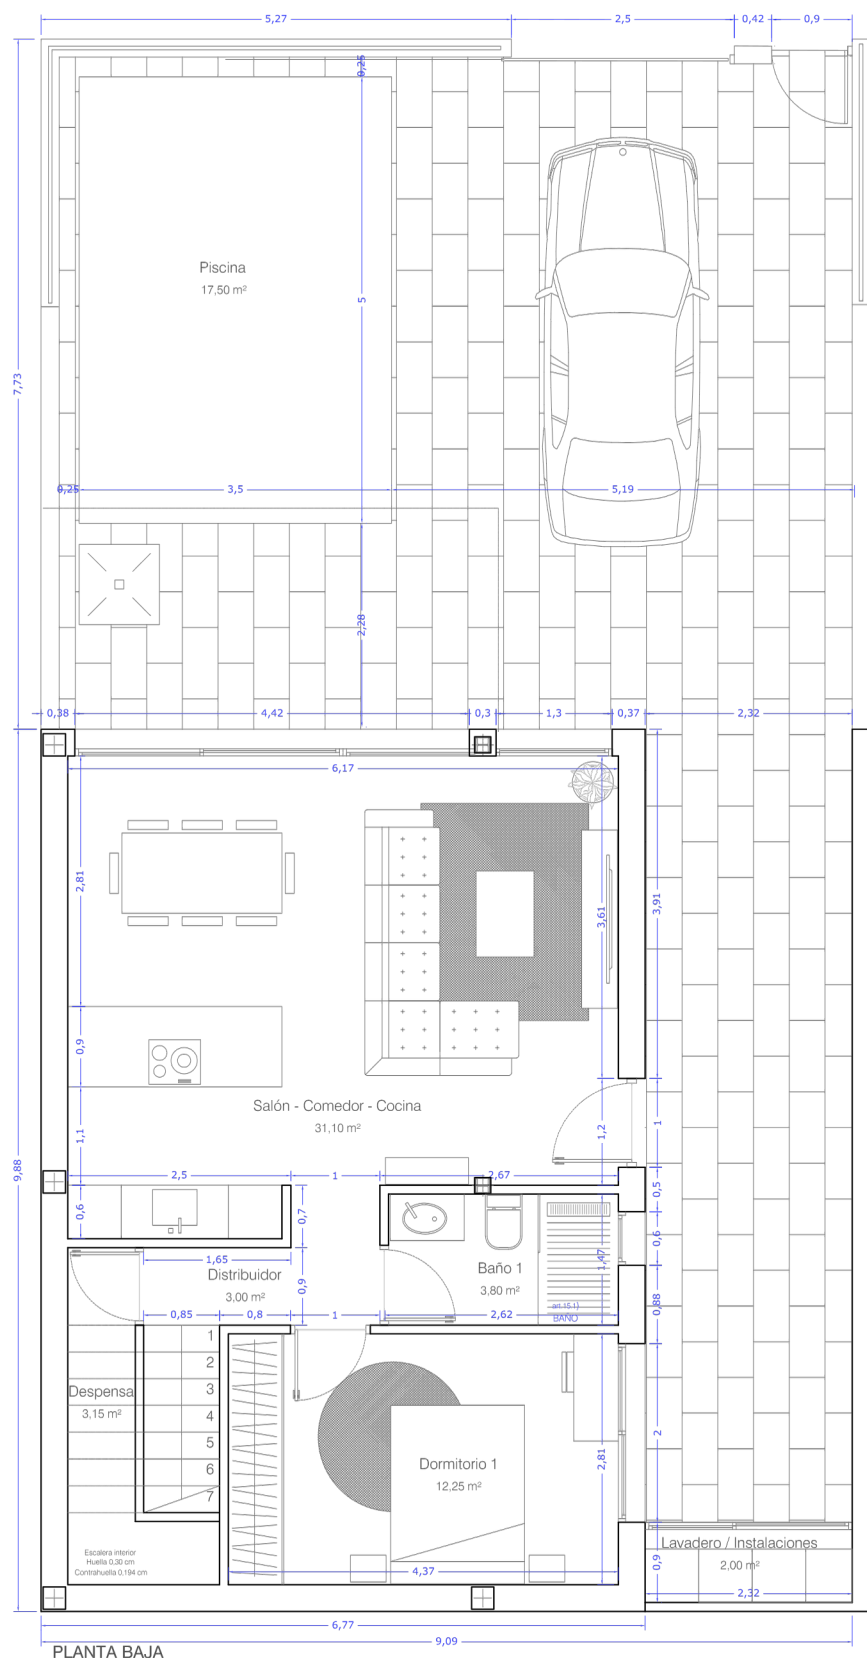 5,27
2,5
0,42
0,9
0,25
Piscina
17,50 m²
5
7,73
0,25
3,5
5,19
2,28
0,38
4,42
0,3
1,3
0,37
2,32
6,17
2,81
3,61
3,91
0,9
Salón - Comedor - Cocina
31,10 m²
1,1
1,2
1
9,88
2,5
1
2,67
0,5
0,6
0,7
0,6
1,65
Distribuidor
3,00 m²
0,9
Baño 1
3,80 m²
1,47
0,88
art.15.1)
BAÑO
0,85
0,8
1
2,62
1
2
3
4
5
6
7
Despensa
3,15 m²
Dormitorio 1
12,25 m²
2,81
2
Escalera interior
Huella 0.30 cm
Contrahuella 0,194 cm
Lavadero / Instalaciones
2,00 m²
0,9
4,37
2,32
6,77
9,09
PLANTA BAJA